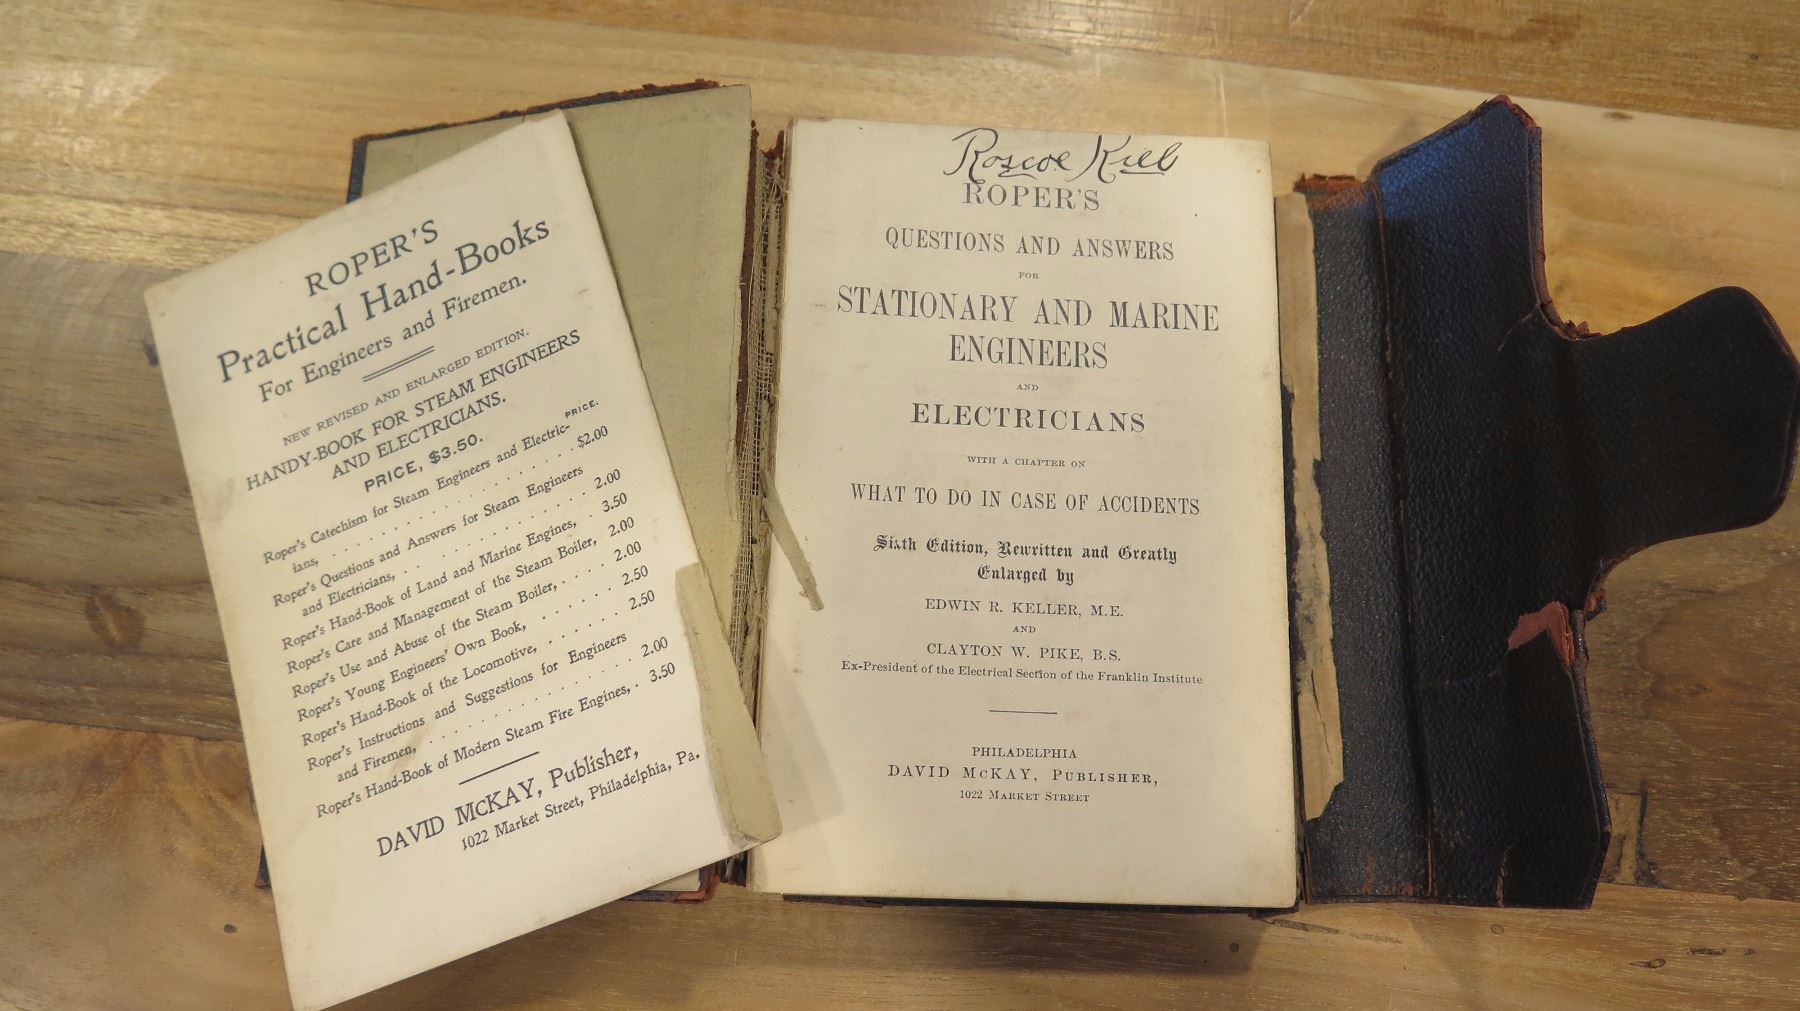 ROPER'S
Practical Hand-Books
For Engineers and Firemen.
NEW REVISED AND ENLARGED EDITION.
HANDY-BOOK FOR STEAM ENGINEERS
AND ELECTRICIANS.
PRICE, $3.50.
PRICE.
Roper's Catechism for Steam Engineers and Electric-
ians, . . . . . . . . . . . . . . $2.00
Roper's Questions and Answers for Steam Engineers
and Electricians, . . . . . . . . . . 2.00
Roper's Hand-Book of Land and Marine Engines, . 3.50
Roper's Care and Management of the Steam Boiler, 2.00
Roper's Use and Abuse of the Steam Boiler, . . . . 2.00
Roper's Young Engineers' Own Book, . . . . . . 2.50
Roper's Hand-Book of the Locomotive, . . . . . . 2.50
Roper's Instructions and Suggestions for Engineers
and Firemen, . . . . . . . . . . . 2.00
Roper's Hand-Book of Modern Steam Fire Engines, . 3.50
DAVID McKAY, Publisher,
1022 Market Street, Philadelphia, Pa.
Roscoe Kill
ROPER'S
QUESTIONS AND ANSWERS
FOR
STATIONARY AND MARINE
ENGINEERS
AND
ELECTRICIANS
WITH A CHAPTER ON
WHAT TO DO IN CASE OF ACCIDENTS
Sixth Edition, Rewritten and Greatly
Enlarged by
EDWIN R. KELLER, M.E.
AND
CLAYTON W. PIKE, B.S.
Ex-President of the Electrical Section of the Franklin Institute
PHILADELPHIA
DAVID McKAY, PUBLISHER,
1022 MARKET STREET